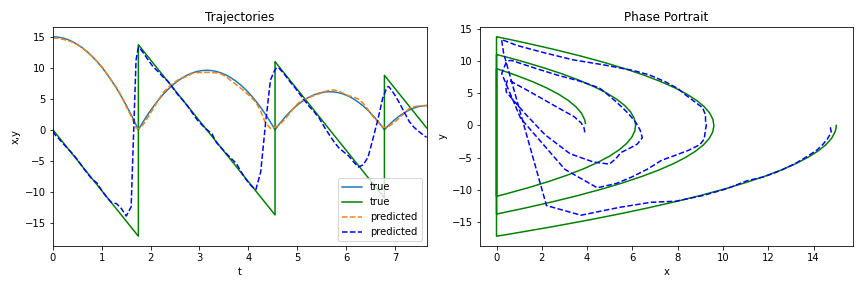 Trajectories
x,y
15
10
5
0
−5
−10
−15
0 1 2 3 4 5 6 7
t
true
true
predicted
predicted
Phase Portrait
y
15
10
5
0
−5
−10
−15
0 2 4 6 8 10 12 14
x